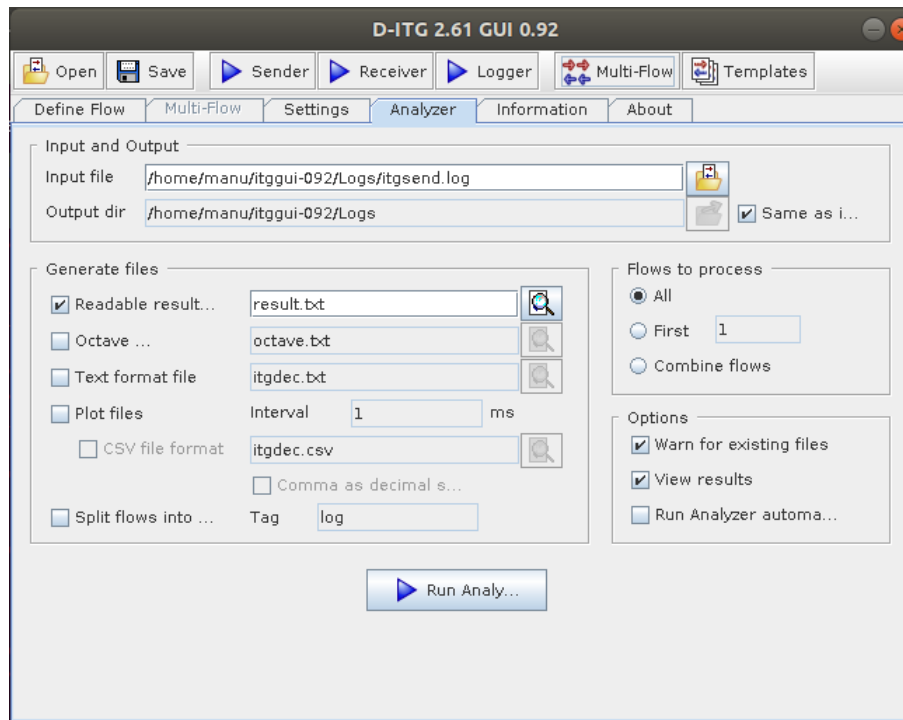 D-ITG 2.61 GUI 0.92
Open Save Sender Receiver Logger Multi-Flow Templates
Define Flow Multi-Flow Settings Analyzer Information About
Input and Output
Input file /home/manu/itggui-092/Logs/itgsend.log
Output dir /home/manu/itggui-092/Logs Same as i...
Generate files
Readable result... result.txt
Octave ... octave.txt
Text format file itgdec.txt
Plot files Interval 1 ms
CSV file format itgdec.csv
Comma as decimal s...
Split flows into ... Tag log
Flows to process
All
First 1
Combine flows
Options
Warn for existing files
View results
Run Analyzer automa...
Run Analy...